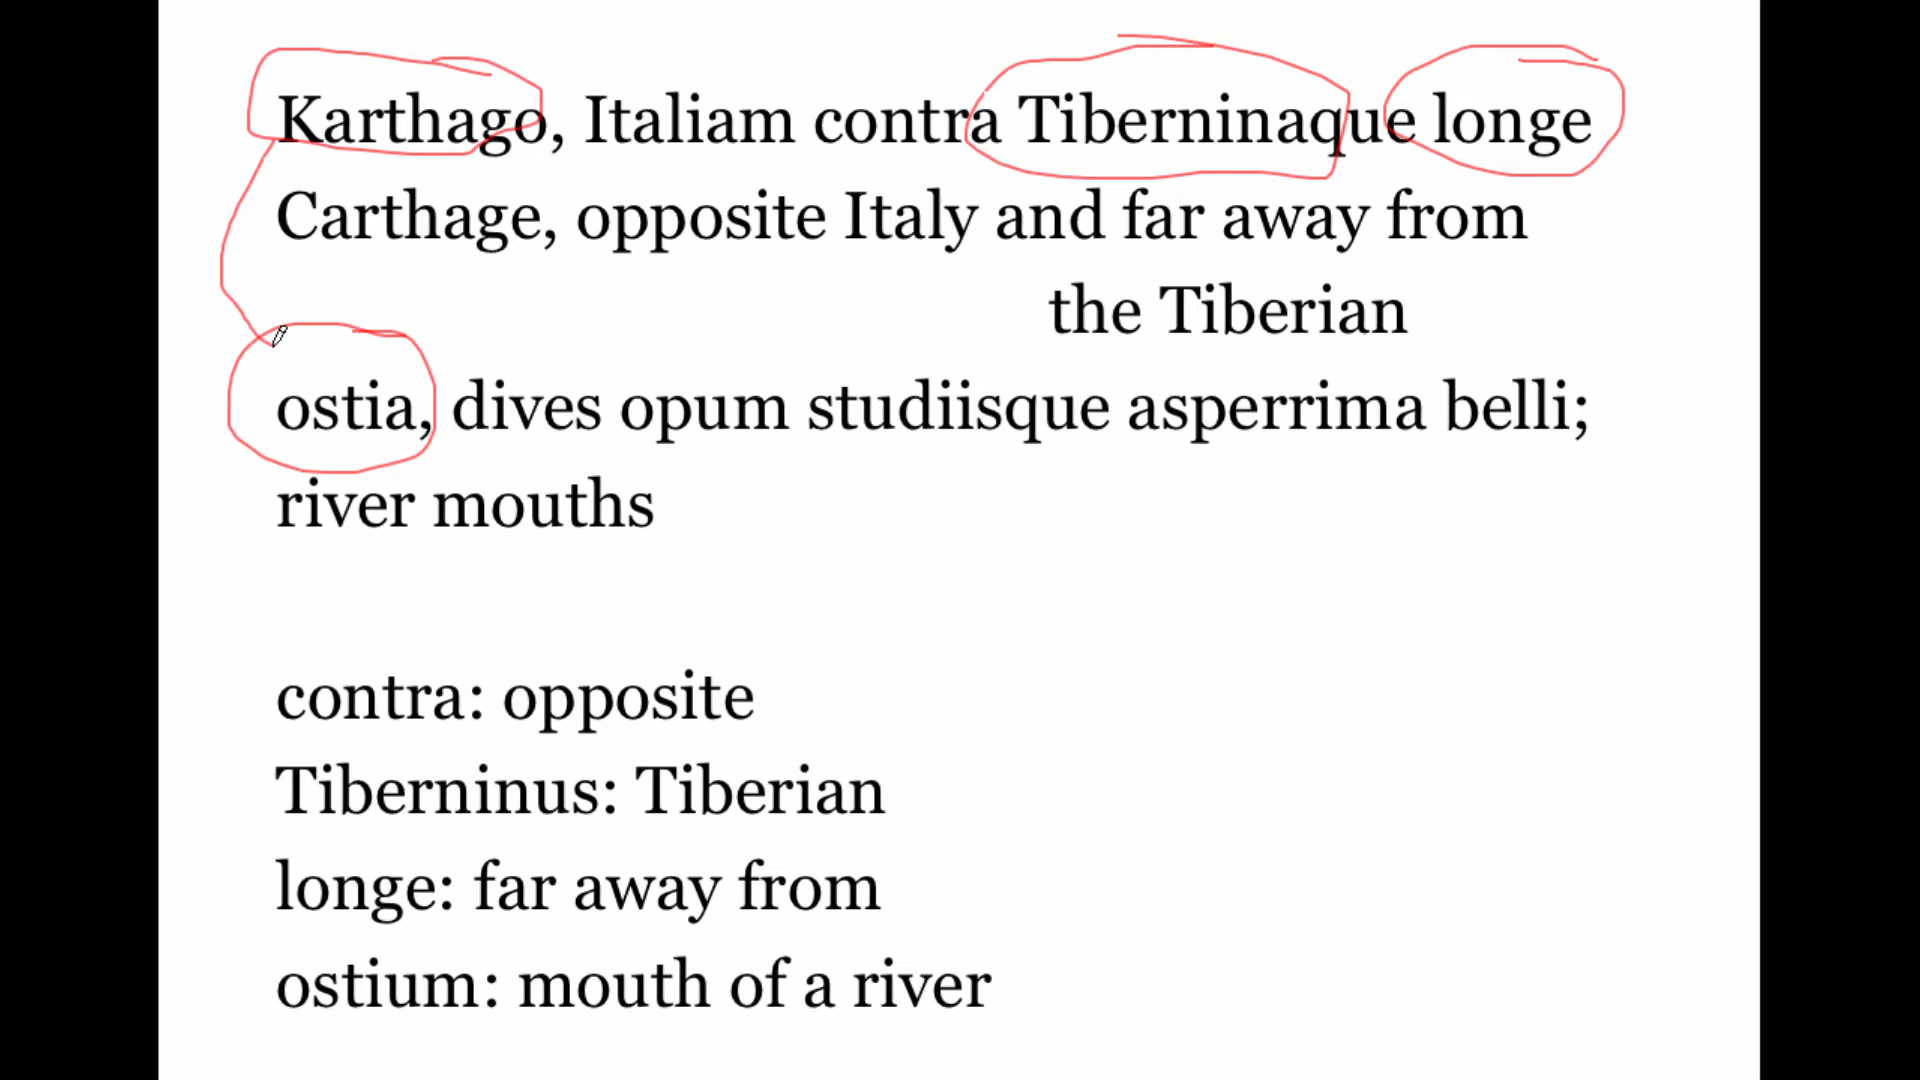 Karthago, Italiam contra Tiberninaque longe
Carthage, opposite Italy and far away from
the Tiberian
ostia, dives opum studiisque asperrima belli;
river mouths
contra: opposite
Tiberninus: Tiberian
longe: far away from
ostium: mouth of a river